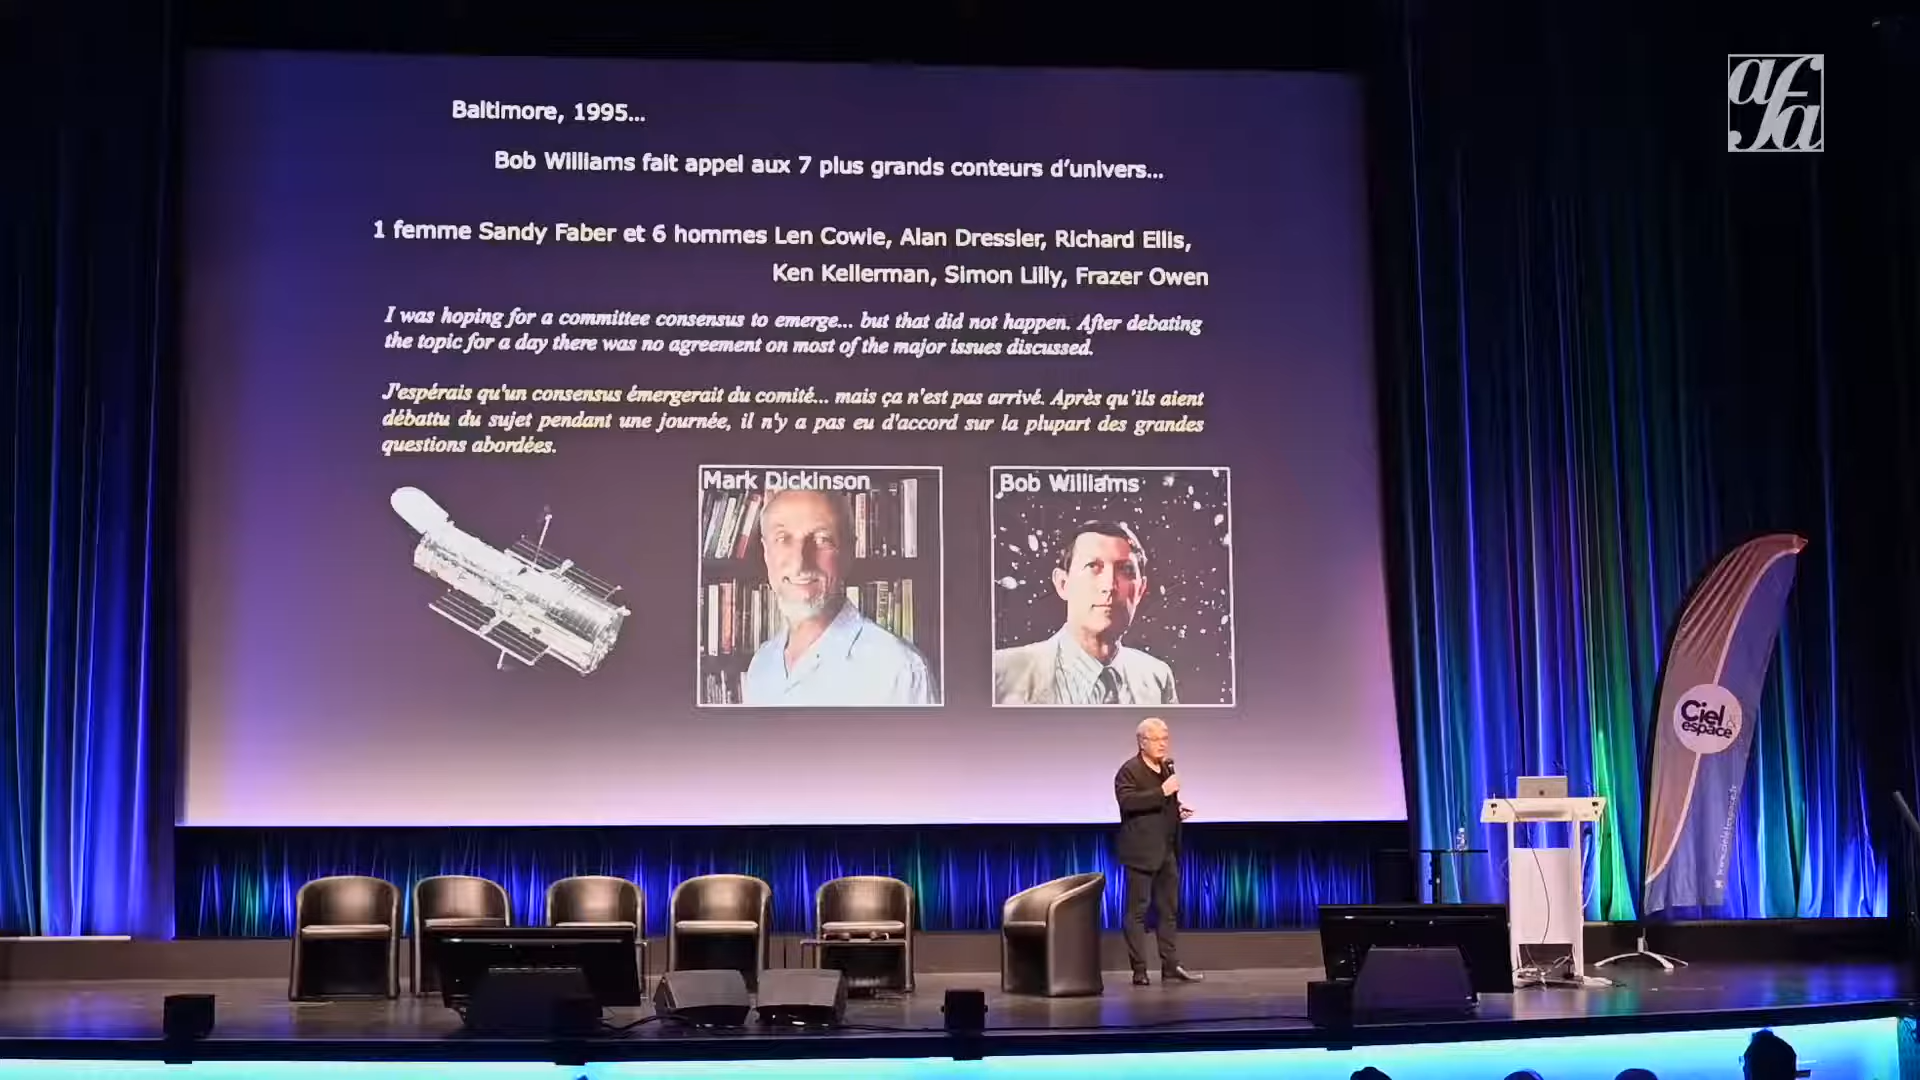 afa
Baltimore, 1995...
Bob Williams fait appel aux 7 plus grands conteurs d'univers...
1 femme Sandy Faber et 6 hommes Len Cowie, Alan Dressler, Richard Ellis,
Ken Kellerman, Simon Lilly, Frazer Owen
I was hoping for a committee consensus to emerge... but that did not happen. After debating
the topic for a day there was no agreement on most of the major issues discussed.
J'espérais qu'un consensus émergerait du comité... mais ça n'est pas arrivé. Après qu'ils aient
débattu du sujet pendant une journée, il n'y a pas eu d'accord sur la plupart des grandes
questions abordées.
Mark Dickinson
Bob Williams
Ciel
espace